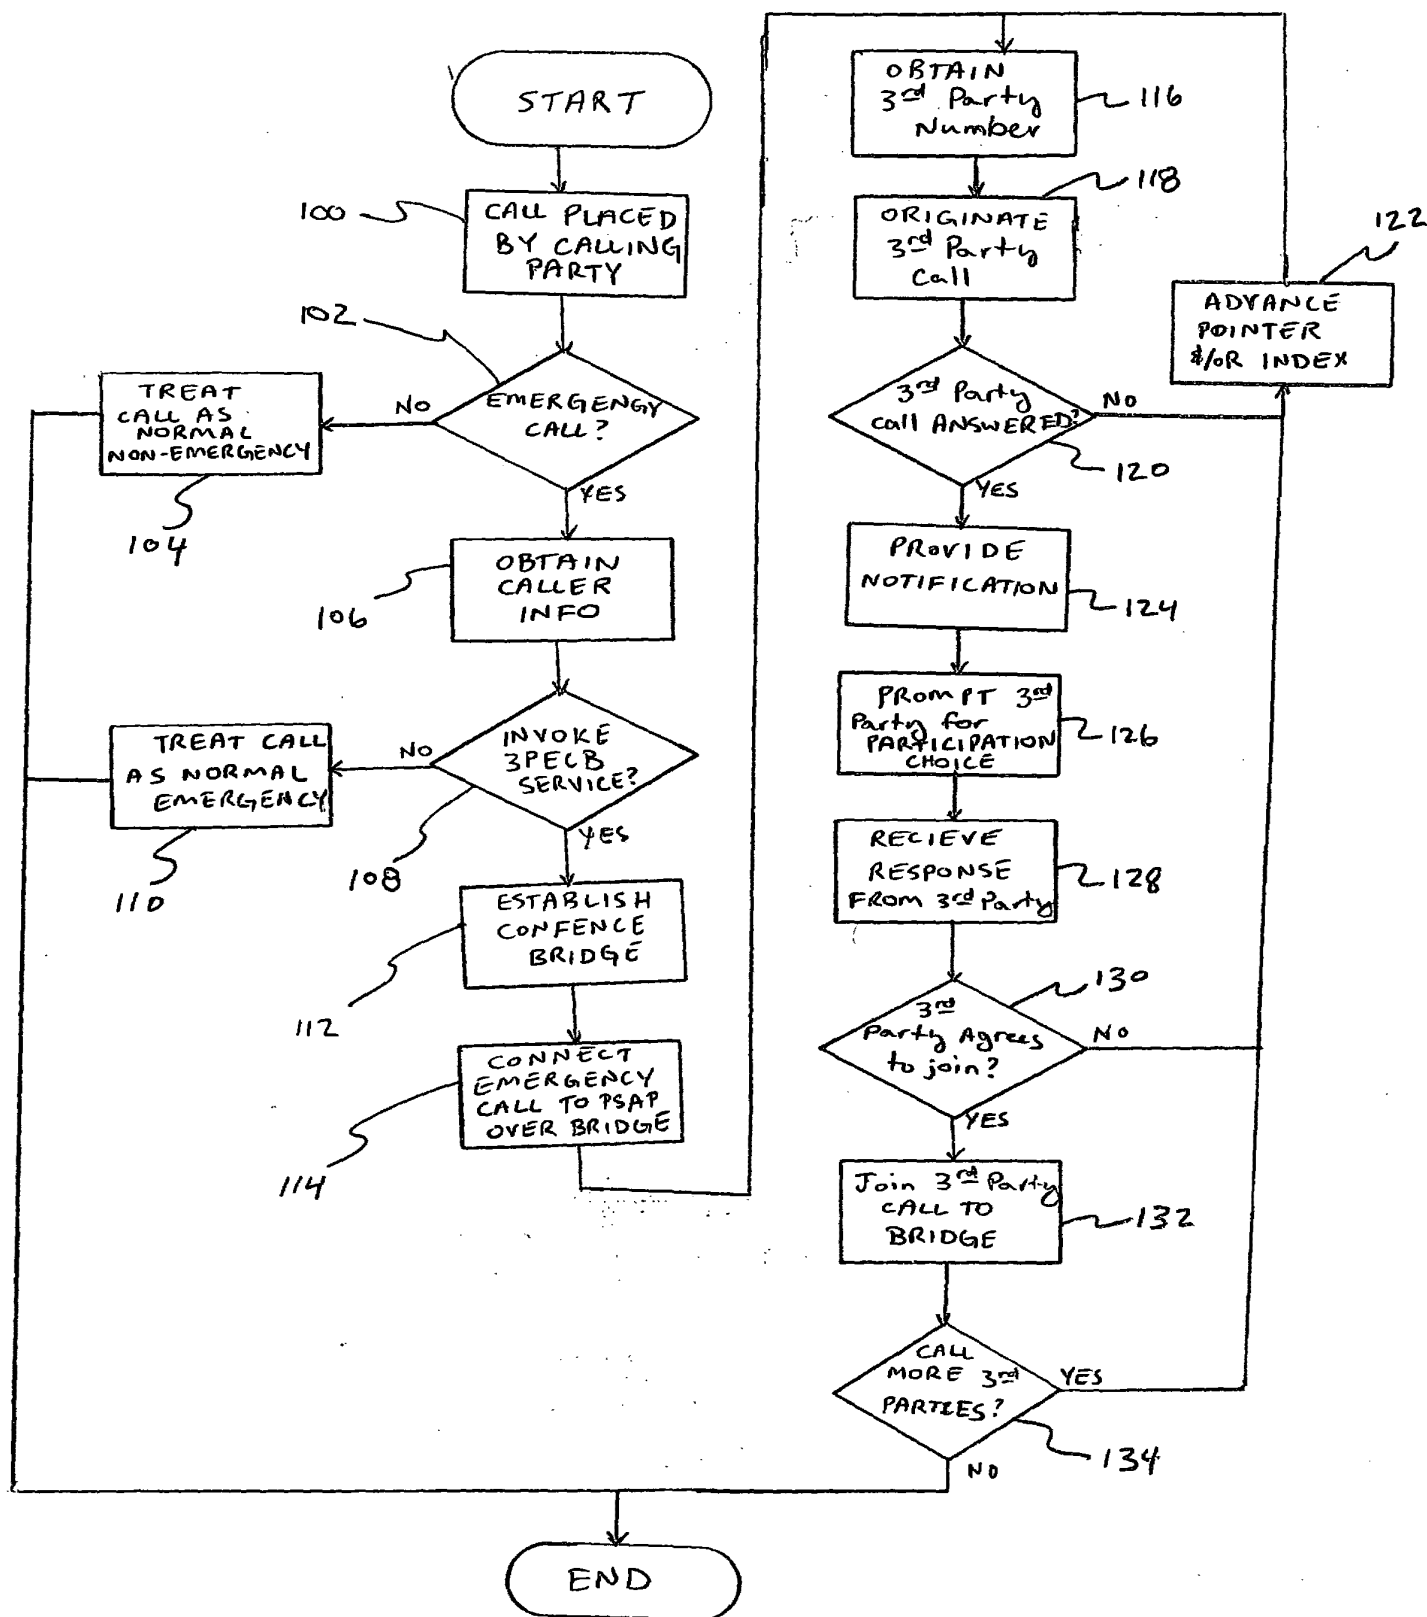 START
100
CALL PLACED
BY CALLING
PARTY
102
EMERGENGY
CALL?
NO
YES
TREAT
CALL AS
NORMAL
NON-EMERGENCY
104
OBTAIN
CALLER
INFO
106
INVOKE
3PECB
SERVICE?
NO
YES
108
TREAT CALL
AS NORMAL
EMERGENCY
110
ESTABLISH
CONFENCE
BRIDGE
112
CONNECT
EMERGENCY
CALL TO PSAP
OVER BRIDGE
114
OBTAIN
3rd Party
Number
116
ORIGINATE
3rd Party
Call
118
3rd Party
Call ANSWERED?
NO
120
YES
122
ADVANCE
POINTER
&/OR INDEX
PROVIDE
NOTIFICATION
124
PROMPT 3rd
Party for
PARTICIPATION
CHOICE
126
RECIEVE
RESPONSE
FROM 3rd Party
128
130
3rd
Party Agrees
to join?
NO
YES
Join 3rd Party
CALL TO
BRIDGE
132
CALL
MORE 3rd
PARTIES?
YES
134
NO
END